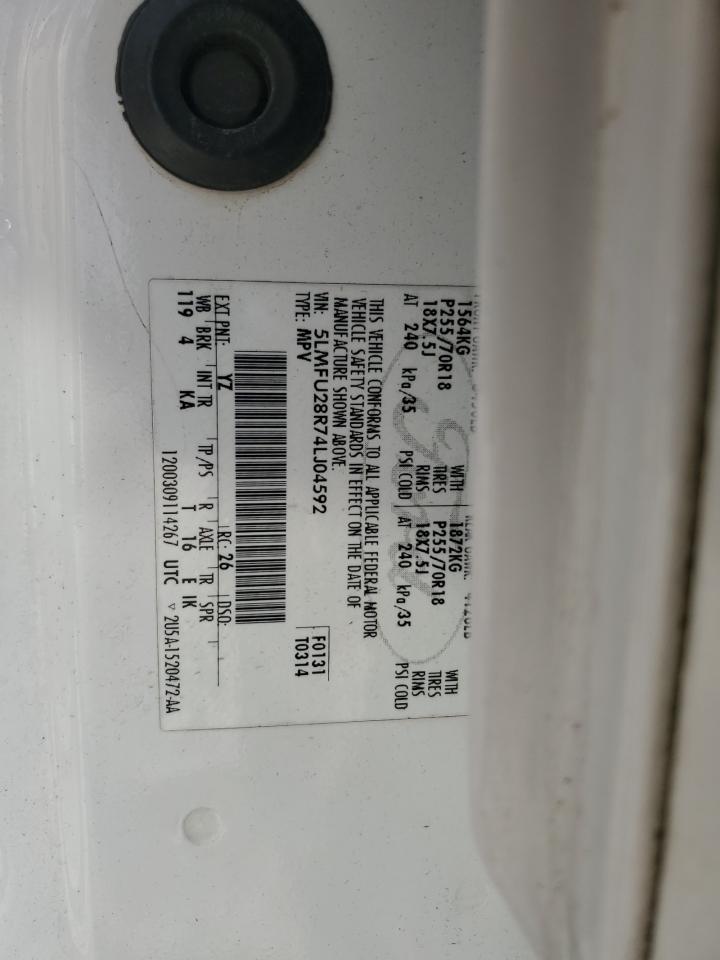 1564KG WITH 1872KG WITH
P255/70R18 TIRES P255/70R18 TIRES
18X7.5J RIMS 18X7.5J RIMS
AT 240 kPa/35 PSI COLD AT 240 kPa/35 PSI COLD
THIS VEHICLE CONFORMS TO ALL APPLICABLE FEDERAL MOTOR
VEHICLE SAFETY STANDARDS IN EFFECT ON THE DATE OF
MANUFACTURE SHOWN ABOVE.
VIN: 5LMFU28R74LJ04592 F0131
TYPE: MPV T0314
EXT PNT: YZ RC: 26 DSO:
WB BRK INT TR TP/PS R AXLE TR SPR
119 4 KA T 16 E IK
1200309114267 UTC ▽ 2U5A-1520472-AA